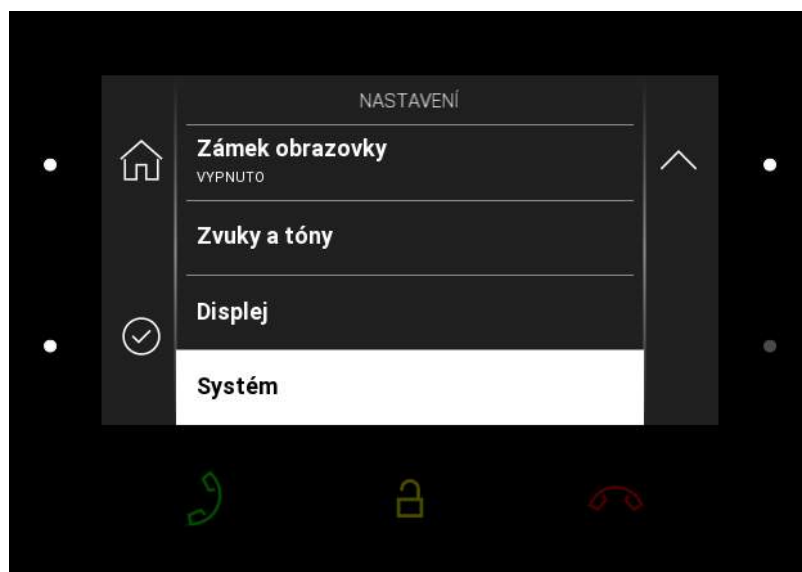 NASTAVENÍ
Zámek obrazovky
VYPNUTO
Zvuky a tóny
Displej
Systém